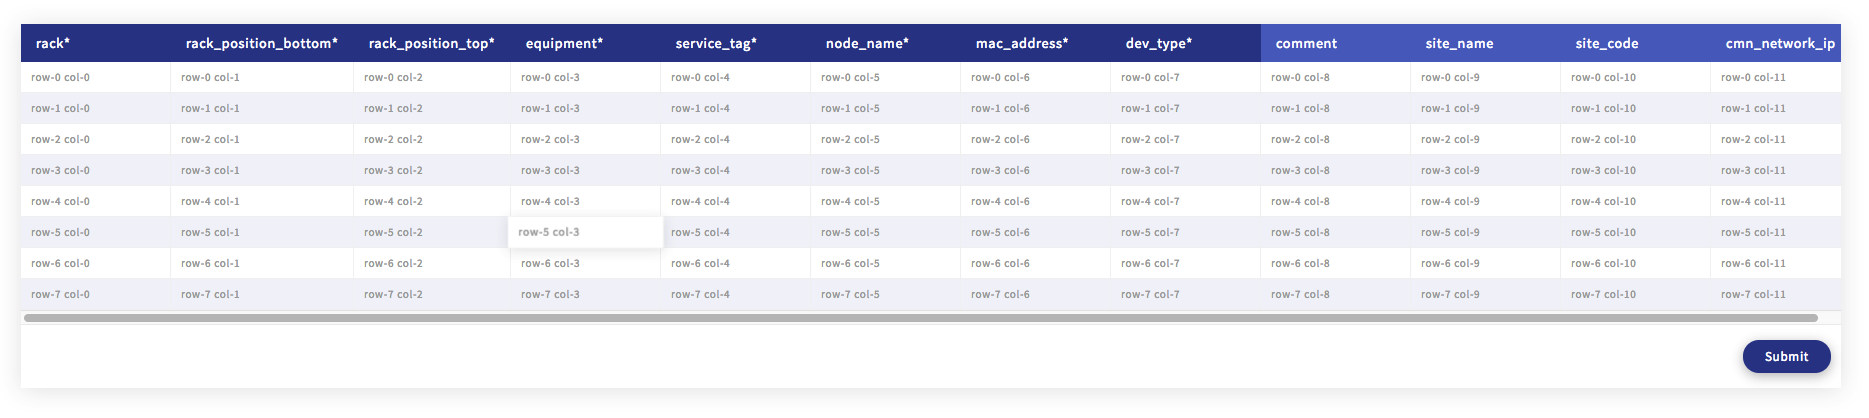 rack* rack_position_bottom* rack_position_top* equipment* service_tag* node_name* mac_address* dev_type* comment site_name site_code cmn_network_ip
row-0 col-0 row-0 col-1 row-0 col-2 row-0 col-3 row-0 col-4 row-0 col-5 row-0 col-6 row-0 col-7 row-0 col-8 row-0 col-9 row-0 col-10 row-0 col-11
row-1 col-0 row-1 col-1 row-1 col-2 row-1 col-3 row-1 col-4 row-1 col-5 row-1 col-6 row-1 col-7 row-1 col-8 row-1 col-9 row-1 col-10 row-1 col-11
row-2 col-0 row-2 col-1 row-2 col-2 row-2 col-3 row-2 col-4 row-2 col-5 row-2 col-6 row-2 col-7 row-2 col-8 row-2 col-9 row-2 col-10 row-2 col-11
row-3 col-0 row-3 col-1 row-3 col-2 row-3 col-3 row-3 col-4 row-3 col-5 row-3 col-6 row-3 col-7 row-3 col-8 row-3 col-9 row-3 col-10 row-3 col-11
row-4 col-0 row-4 col-1 row-4 col-2 row-4 col-3 row-4 col-4 row-4 col-5 row-4 col-6 row-4 col-7 row-4 col-8 row-4 col-9 row-4 col-10 row-4 col-11
row-5 col-0 row-5 col-1 row-5 col-2 row-5 col-3 row-5 col-4 row-5 col-5 row-5 col-6 row-5 col-7 row-5 col-8 row-5 col-9 row-5 col-10 row-5 col-11
row-6 col-0 row-6 col-1 row-6 col-2 row-6 col-3 row-6 col-4 row-6 col-5 row-6 col-6 row-6 col-7 row-6 col-8 row-6 col-9 row-6 col-10 row-6 col-11
row-7 col-0 row-7 col-1 row-7 col-2 row-7 col-3 row-7 col-4 row-7 col-5 row-7 col-6 row-7 col-7 row-7 col-8 row-7 col-9 row-7 col-10 row-7 col-11
Submit